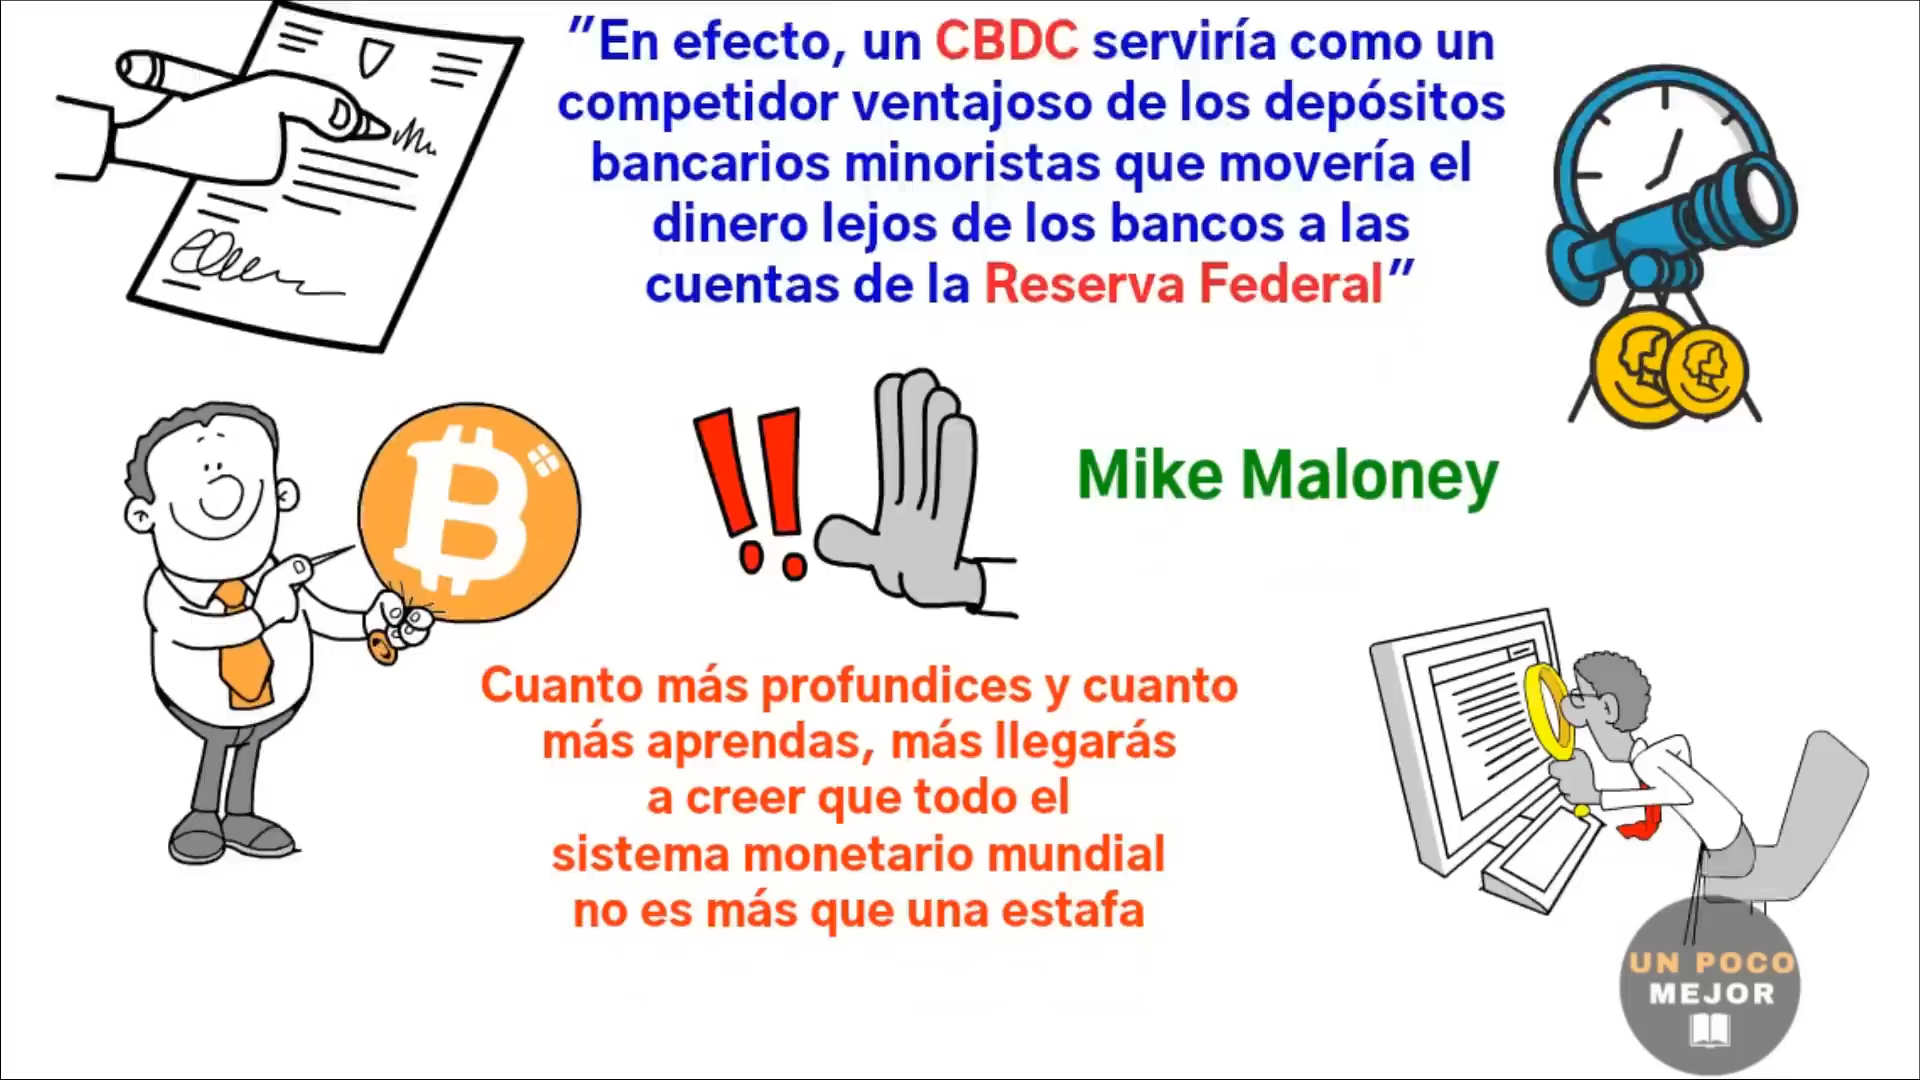 "En efecto, un CBDC serviría como un
competidor ventajoso de los depósitos
bancarios minoristas que movería el
dinero lejos de los bancos a las
cuentas de la Reserva Federal"
Mike Maloney
Cuanto más profundices y cuanto
más aprendas, más llegarás
a creer que todo el
sistema monetario mundial
no es más que una estafa
UN POCO
MEJOR